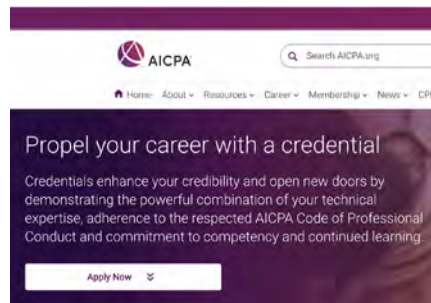 AICPA
Search AICPA.org
Home About Resources Career Membership News CP
Propel your career with a credential
Credentials enhance your credibility and open new doors by
demonstrating the powerful combination of your technical
expertise, adherence to the respected AICPA Code of Professional
Conduct and commitment to competency and continued learning.
Apply Now